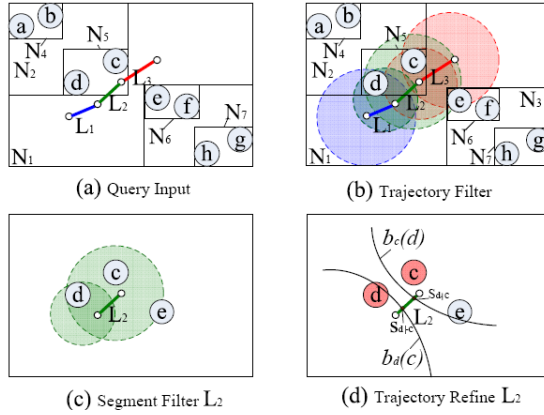 a b
N4
N2
N5
c
d
L3
L2
L1
e f
N6
N7
g
h
N1
(a) Query Input
a b
N4
N2
N5
c
d
L3
L2
L1
e f
N3
N6
N7
g
h
N1
(b) Trajectory Filter
c
d
L2
e
(c) Segment Filter L2
bc(d)
c
d
Sd|c
L2
e
Sd|-c
bd(c)
(d) Trajectory Refine L2